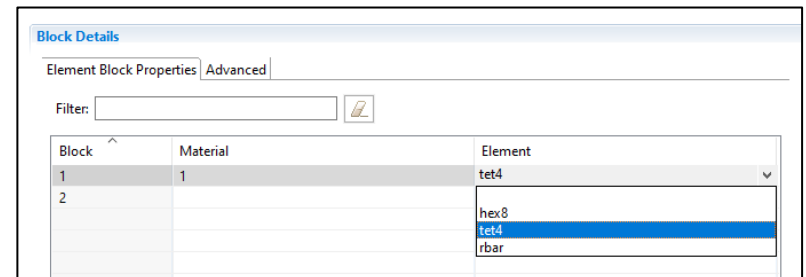 Block Details
Element Block Properties Advanced
Filter:
Block Material Element
1 1 tet4
2
hex8
tet4
rbar